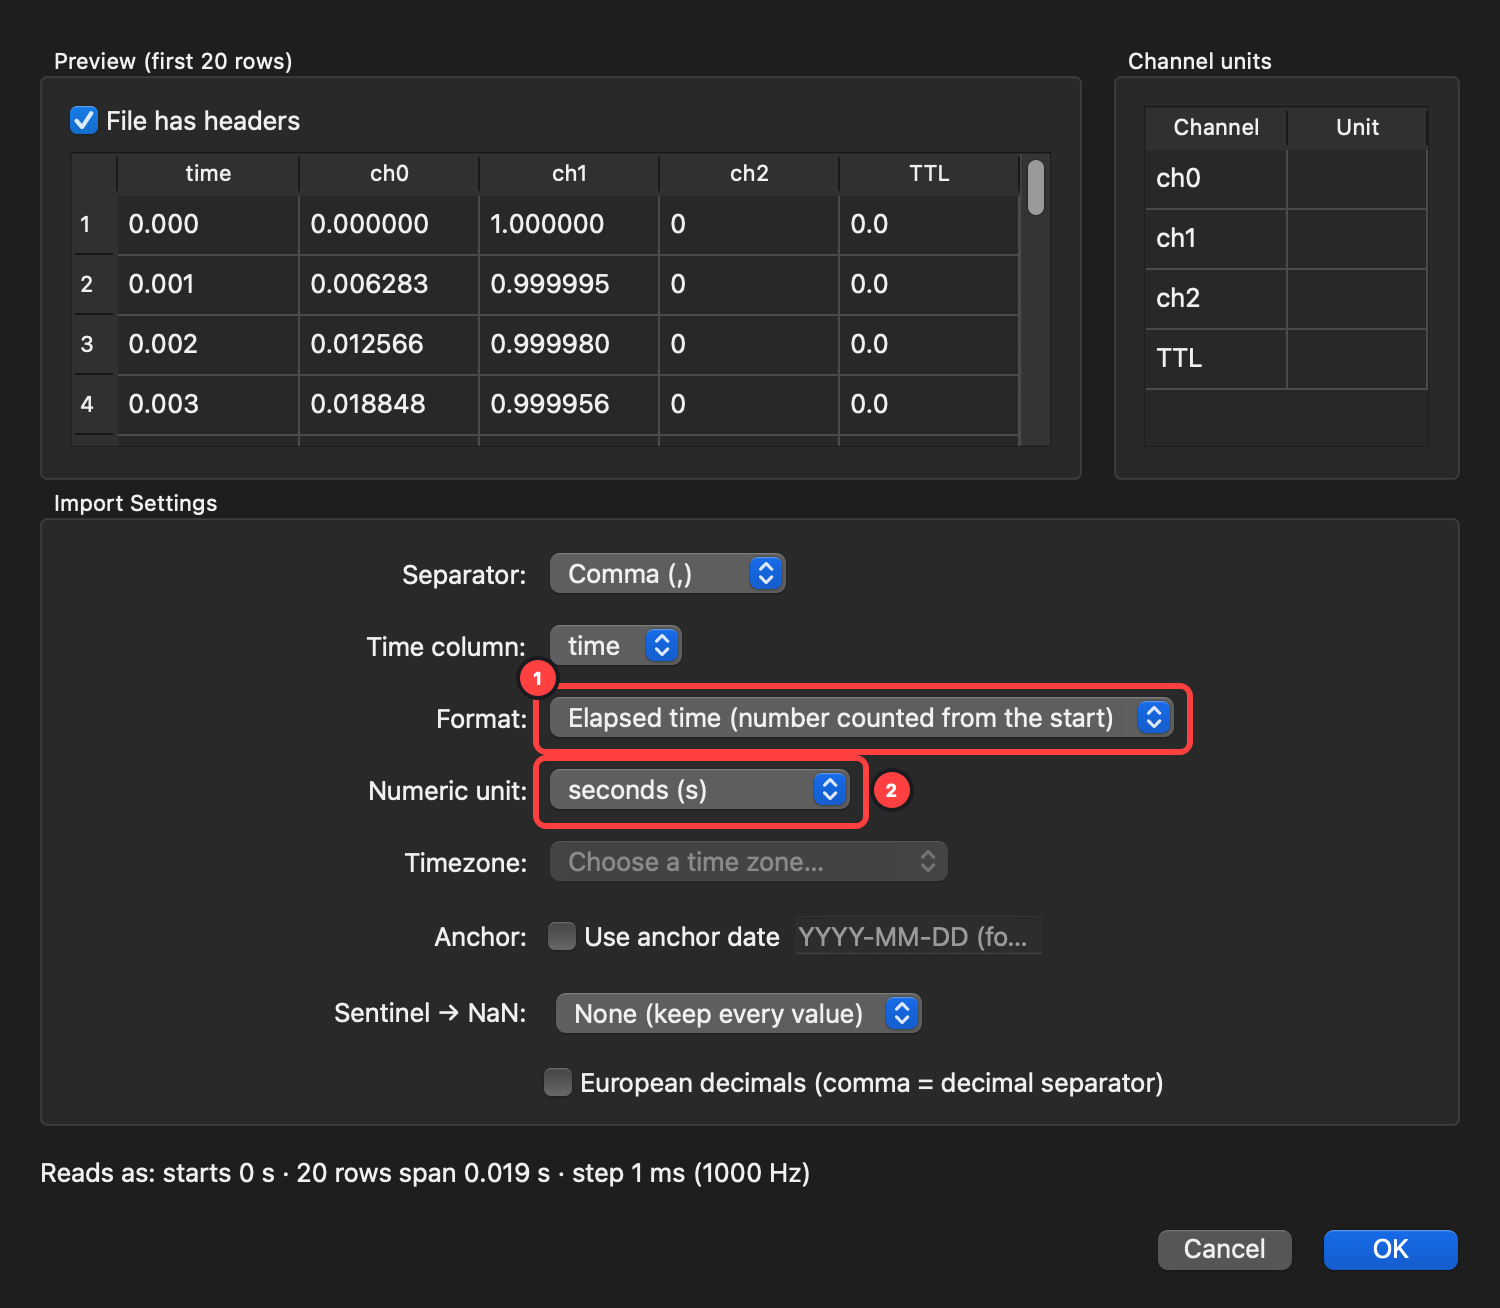 Preview (first 20 rows)
Channel units
File has headers
time ch0 ch1 ch2 TTL
1 0.000 0.000000 1.000000 0 0.0
2 0.001 0.006283 0.999995 0 0.0
3 0.002 0.012566 0.999980 0 0.0
4 0.003 0.018848 0.999956 0 0.0
Channel Unit
ch0
ch1
ch2
TTL
Import Settings
Separator: Comma (,)
Time column: time
1
Format: Elapsed time (number counted from the start)
Numeric unit: seconds (s) 2
Timezone: Choose a time zone...
Anchor: Use anchor date YYYY-MM-DD (fo...
Sentinel → NaN: None (keep every value)
European decimals (comma = decimal separator)
Reads as: starts 0 s · 20 rows span 0.019 s · step 1 ms (1000 Hz)
Cancel OK